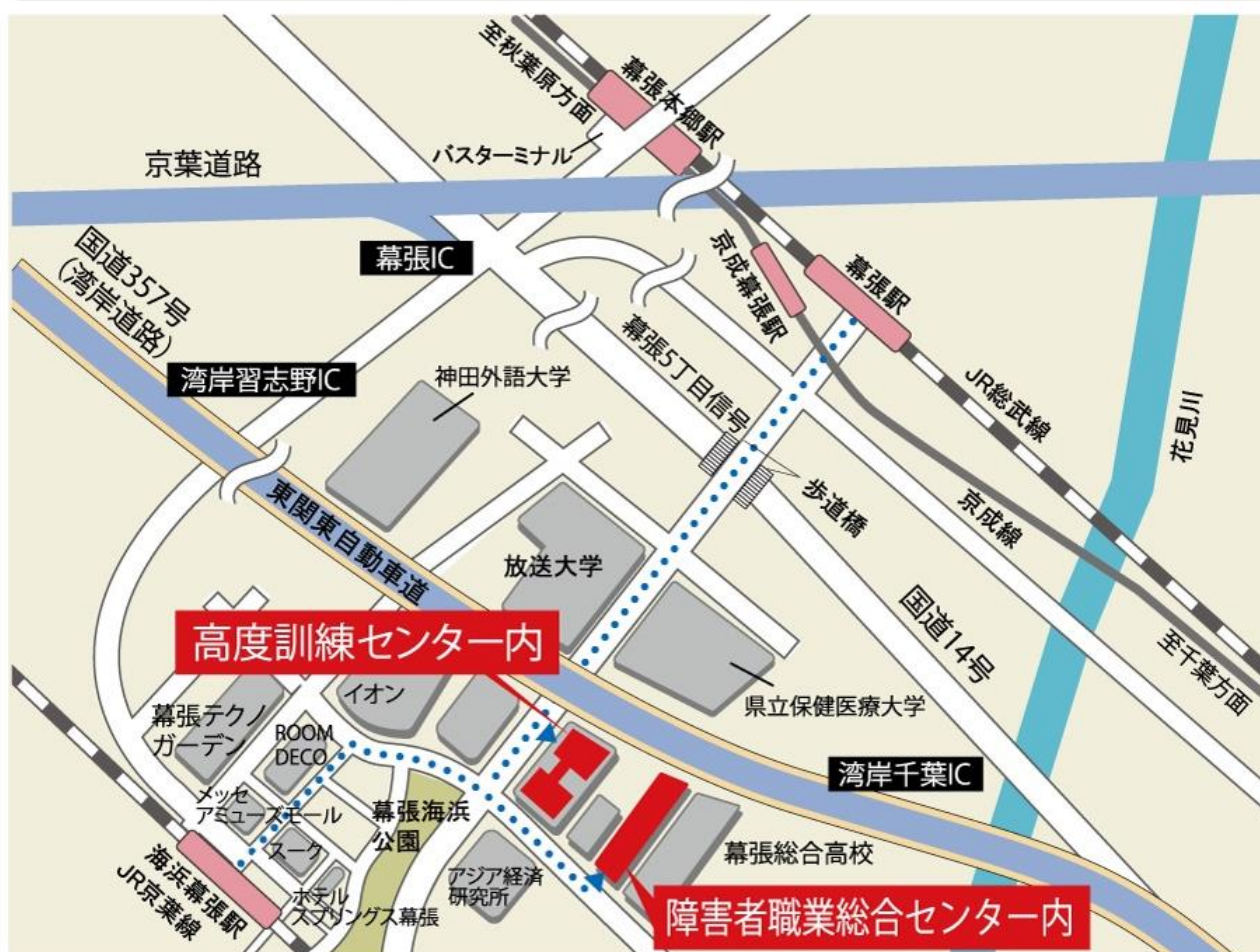 至秋葉原方面
幕張本郷駅
バスターミナル
京葉道路
国道357号
(湾岸道路)
幕張IC
京成幕張駅
幕張駅
湾岸習志野IC
神田外語大学
幕張5丁目信号
JR総武線
花見川
歩道橋
京成線
東関東自動車道
放送大学
国道14号
至千葉方面
高度訓練センター内
県立保健医療大学
イオン
幕張テクノ
ガーデン
ROOM
DECO
湾岸千葉IC
メッセ
アミューズモール
幕張海浜
公園
スーク
幕張総合高校
海浜幕張駅
JR京葉線
アジア経済
研究所
ホテル
スプリングス幕張
障害者職業総合センター内